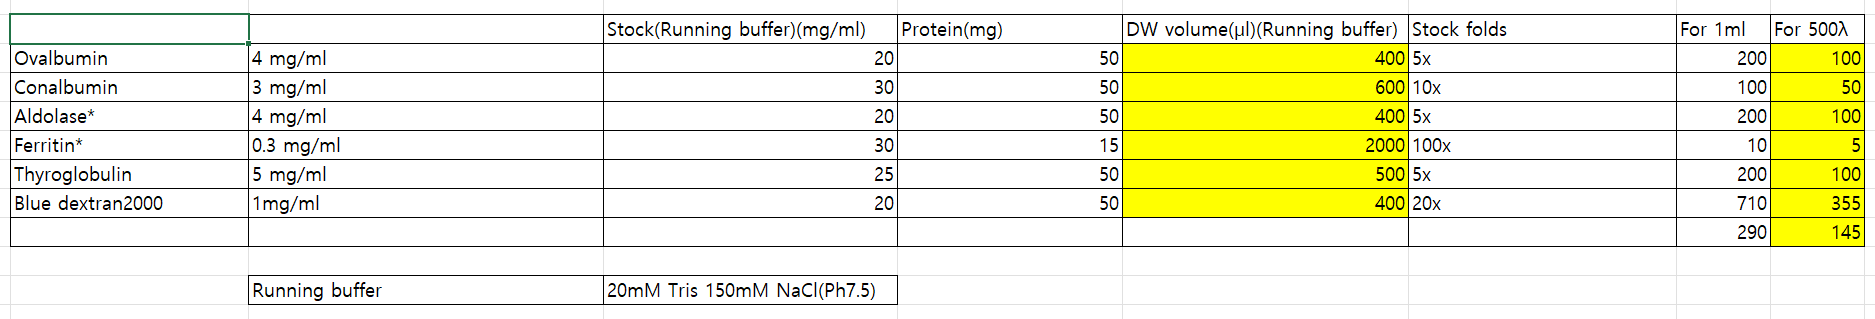 Stock(Running buffer)(mg/ml) Protein(mg) DW volume(µl)(Running buffer) Stock folds For 1ml For 500λ
Ovalbumin 4 mg/ml 20 50 400 5x 200 100
Conalbumin 3 mg/ml 30 50 600 10x 100 50
Aldolase* 4 mg/ml 20 50 400 5x 200 100
Ferritin* 0.3 mg/ml 30 15 2000 100x 10 5
Thyroglobulin 5 mg/ml 25 50 500 5x 200 100
Blue dextran2000 1mg/ml 20 50 400 20x 710 355
290 145
Running buffer 20mM Tris 150mM NaCl(Ph7.5)